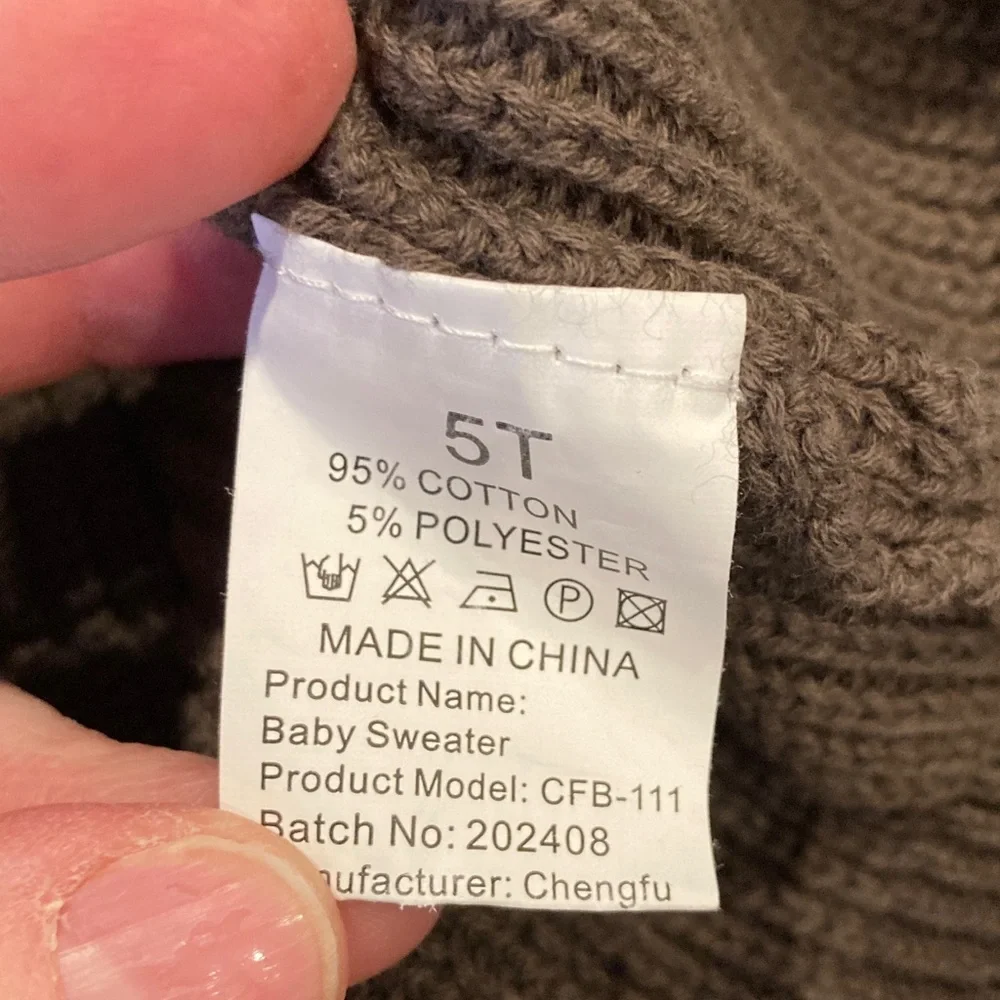 5T
95% COTTON
5% POLYESTER
P
MADE IN CHINA
Product Name:
Baby Sweater
Product Model: CFB-111
Batch No: 202408
nufacturer: Chengfu